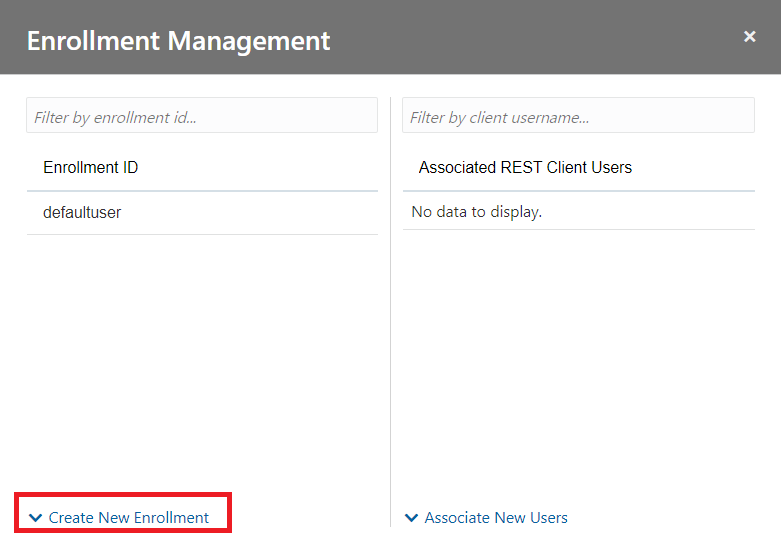 Enrollment Management
Filter by enrollment id...
Enrollment ID
defaultuser
Create New Enrollment
Filter by client username...
Associated REST Client Users
No data to display.
Associate New Users